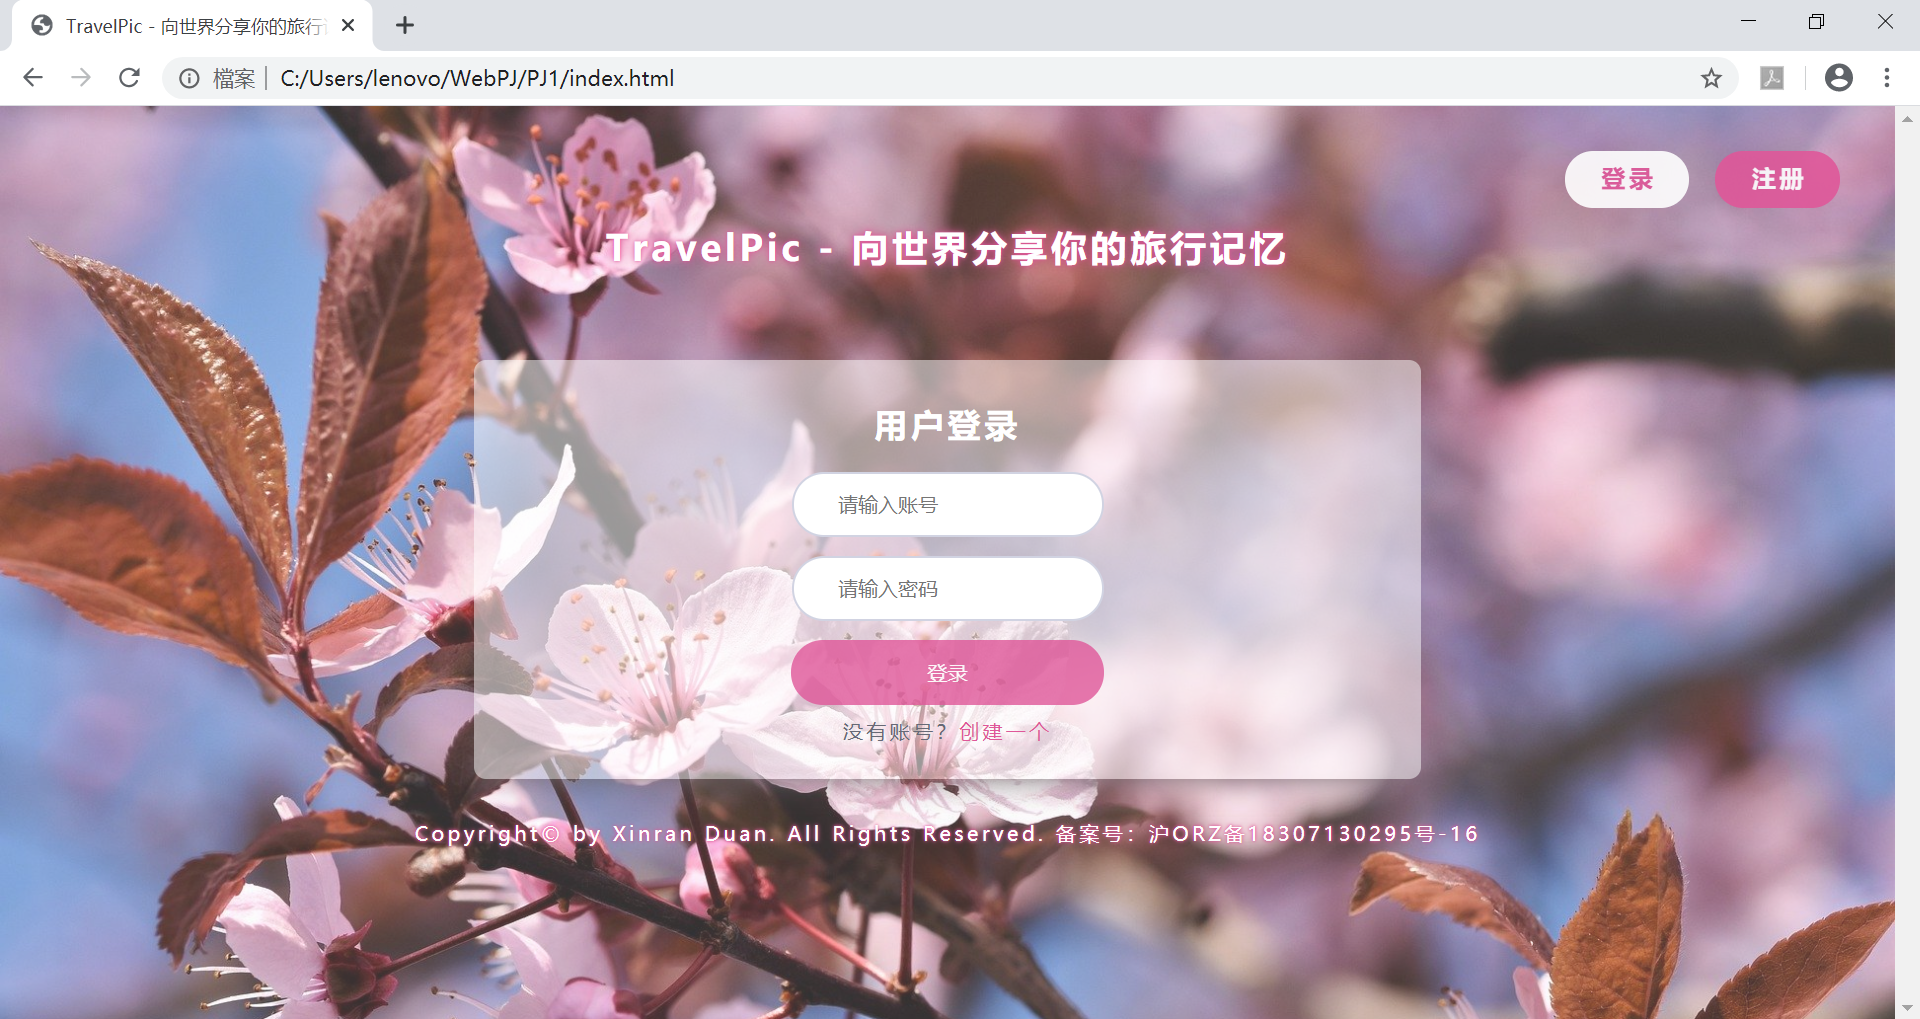 TravelPic - 向世界分享你的旅行
檔案 C:/Users/lenovo/WebPJ/PJ1/index.html
登录 注册
TravelPic - 向世界分享你的旅行记忆
用户登录
请输入账号
请输入密码
登录
没有账号？创建一个
Copyright© by Xinran Duan. All Rights Reserved. 备案号：沪ORZ备18307130295号-16